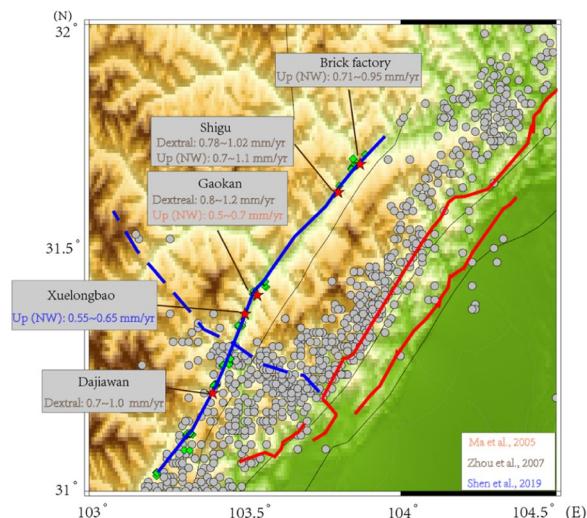 (N)
32°
Brick factory
Up (NW): 0.71~0.95 mm/yr
Shigu
Dextral: 0.78~1.02 mm/yr
Up (NW): 0.7~1.1 mm/yr
Gaokan
Dextreal: 0.8~1.2 mm/yr
Up (NW): 0.5~0.7 mm/yr
31.5°
Xuelongbao
Up (NW): 0.55~0.65 mm/yr
Dajiawan
Dextral: 0.7~1.0 mm/yr
Ma et al., 2005
Zhou et al., 2007
Shen et al., 2019
31°
103°
103.5°
104°
104.5°
(E)